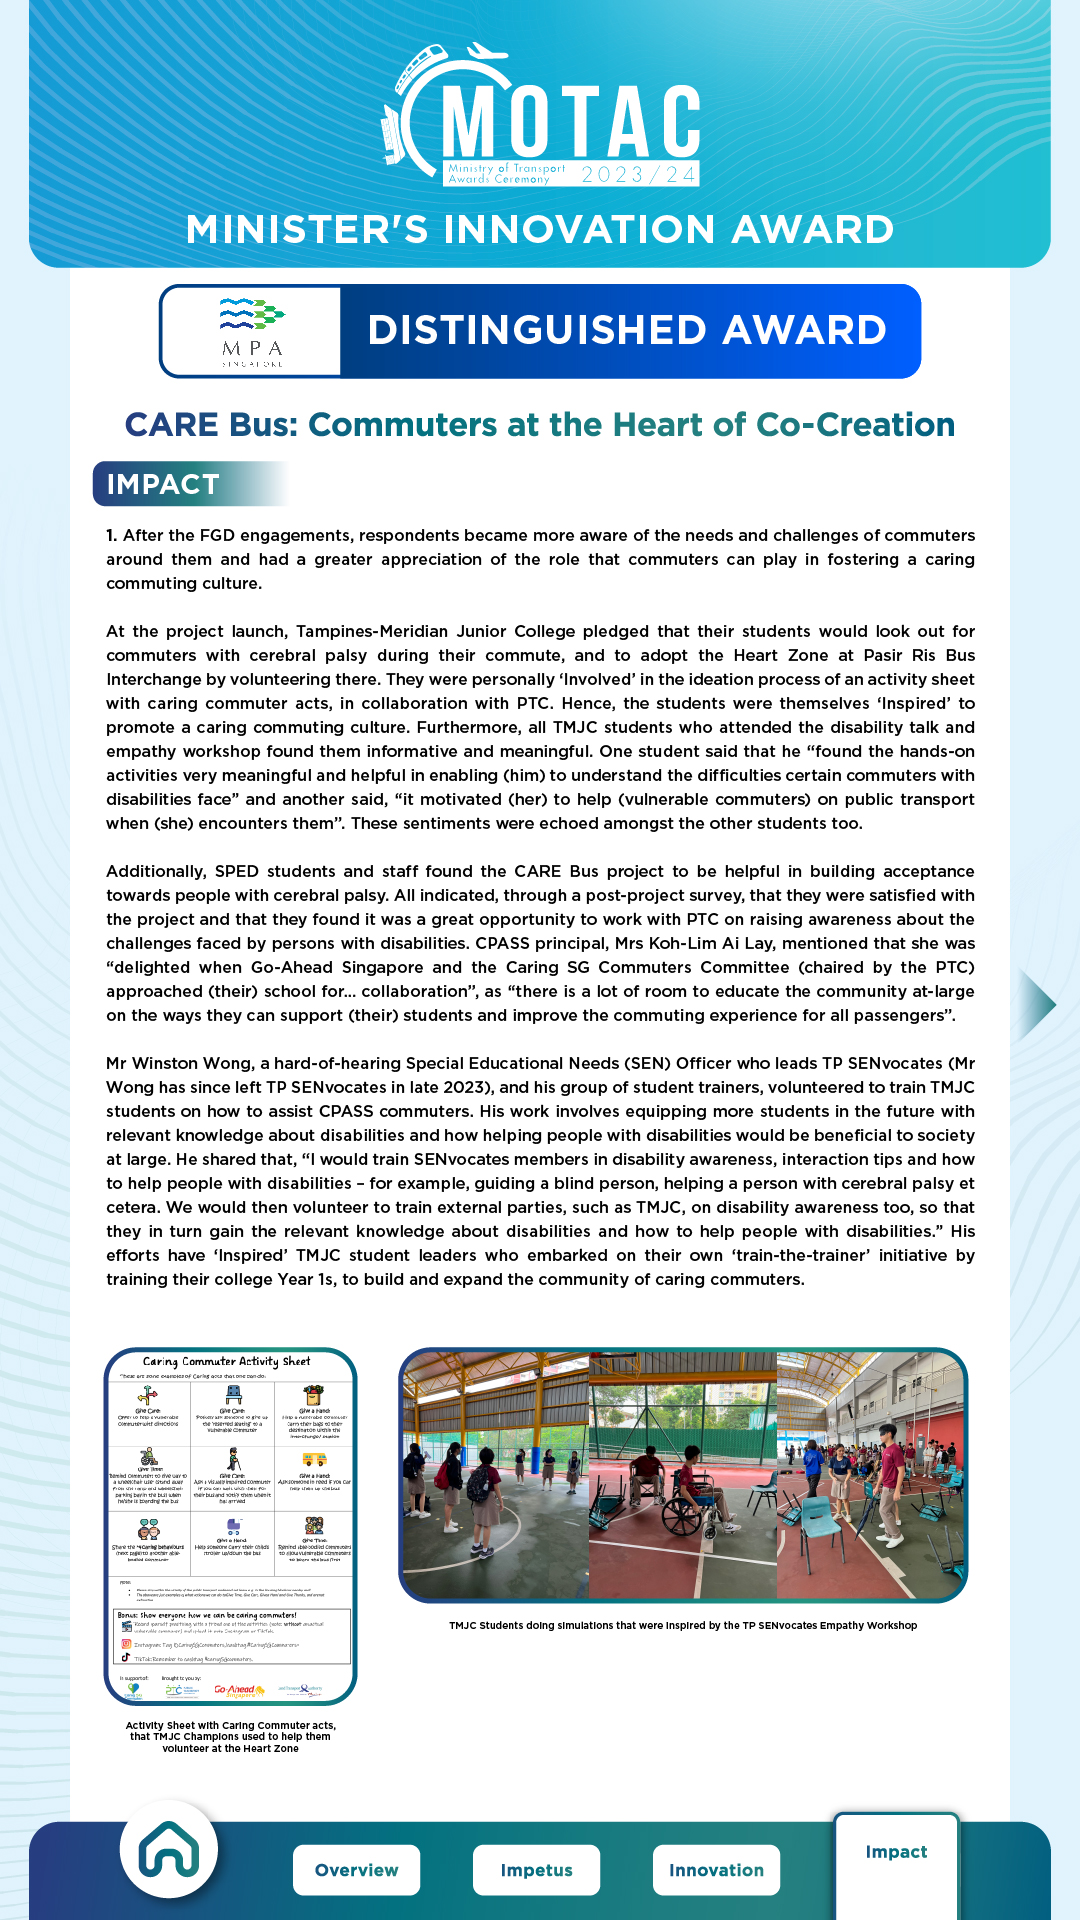 MOTAC
Ministry of Transport
Awards Ceremony
2023/24
MINISTER'S INNOVATION AWARD
MPA
SINGAPORE
DISTINGUISHED AWARD
CARE Bus: Commuters at the Heart of Co-Creation
IMPACT
1. After the FGD engagements, respondents became more aware of the needs and challenges of commuters
around them and had a greater appreciation of the role that commuters can play in fostering a caring
commuting culture.
At the project launch, Tampines-Meridian Junior College pledged that their students would look out for
commuters with cerebral palsy during their commute, and to adopt the Heart Zone at Pasir Ris Bus
Interchange by volunteering there. They were personally ‘Involved’ in the ideation process of an activity sheet
with caring commuter acts, in collaboration with PTC. Hence, the students were themselves ‘Inspired’ to
promote a caring commuting culture. Furthermore, all TMJC students who attended the disability talk and
empathy workshop found them informative and meaningful. One student said that he “found the hands-on
activities very meaningful and helpful in enabling (him) to understand the difficulties certain commuters with
disabilities face” and another said, “it motivated (her) to help (vulnerable commuters) on public transport
when (she) encounters them”. These sentiments were echoed amongst the other students too.
Additionally, SPED students and staff found the CARE Bus project to be helpful in building acceptance
towards people with cerebral palsy. All indicated, through a post-project survey, that they were satisfied with
the project and that they found it was a great opportunity to work with PTC on raising awareness about the
challenges faced by persons with disabilities. CPASS principal, Mrs Koh-Lim Ai Lay, mentioned that she was
“delighted when Go-Ahead Singapore and the Caring SG Commuters Committee (chaired by the PTC)
approached (their) school for... collaboration”, as “there is a lot of room to educate the community at-large
on the ways they can support (their) students and improve the commuting experience for all passengers”.
Mr Winston Wong, a hard-of-hearing Special Educational Needs (SEN) Officer who leads TP SENvocates (Mr
Wong has since left TP SENvocates in late 2023), and his group of student trainers, volunteered to train TMJC
students on how to assist CPASS commuters. His work involves equipping more students in the future with
relevant knowledge about disabilities and how helping people with disabilities would be beneficial to society
at large. He shared that, “I would train SENvocates members in disability awareness, interaction tips and how
to help people with disabilities – for example, guiding a blind person, helping a person with cerebral palsy et
cetera. We would then volunteer to train external parties, such as TMJC, on disability awareness too, so that
they in turn gain the relevant knowledge about disabilities and how to help people with disabilities.” His
efforts have ‘Inspired’ TMJC student leaders who embarked on their own ‘train-the-trainer’ initiative by
training their college Year 1s, to build and expand the community of caring commuters.
Caring Commuter Activity Sheet
Give Care:
Offer to help a vulnerable
commuter with directions
Give Care:
Give a Hand:
Give Time:
Give Care:
Give a Hand:
Give a Hand:
Help someone carry their child's
stroller up/down the bus
Give Time:
Bonus: Show everyone how we can be caring commuters!
Go-Ahead
Singapore
TMJC Students doing simulations that were inspired by the TP SENvocates Empathy Workshop
Activity Sheet with Caring Commuter acts,
that TMJC Champions used to help them
volunteer at the Heart Zone
Overview
Impetus
Innovation
Impact